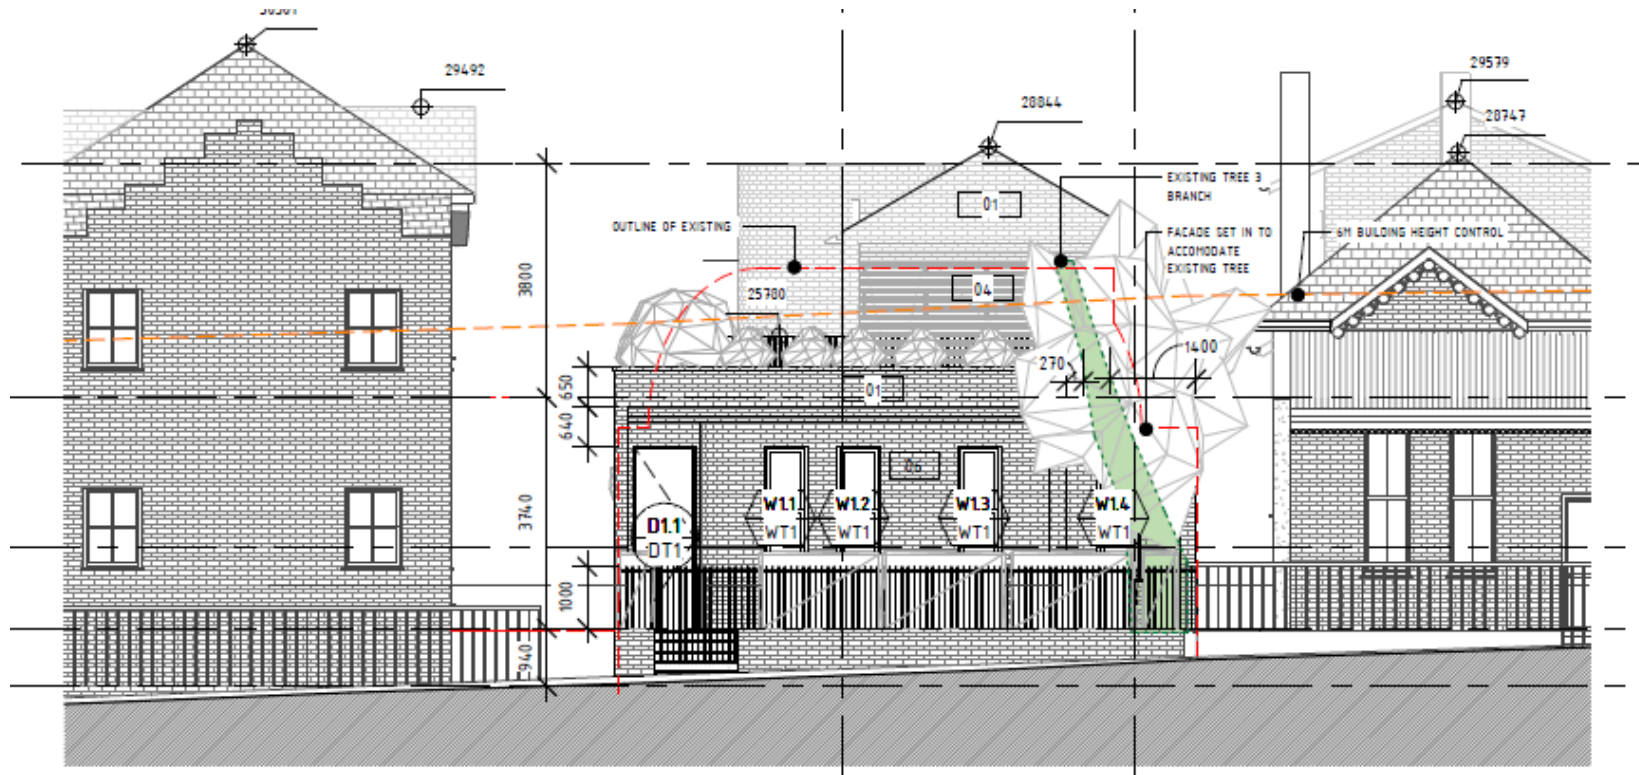 29492
28844
29579
28747
EXISTING TREE 3
BRANCH
01
OUTLINE OF EXISTING
FACADE SET IN TO
ACCOMODATE
EXISTING TREE
6M BUILDING HEIGHT CONTROL
3800
04
25780
270
1400
650
01
640
06
W1.1
WT1
W1.2
WT1
W1.3
WT1
W1.4
WT1
D1.1
DT1
3740
1000
940